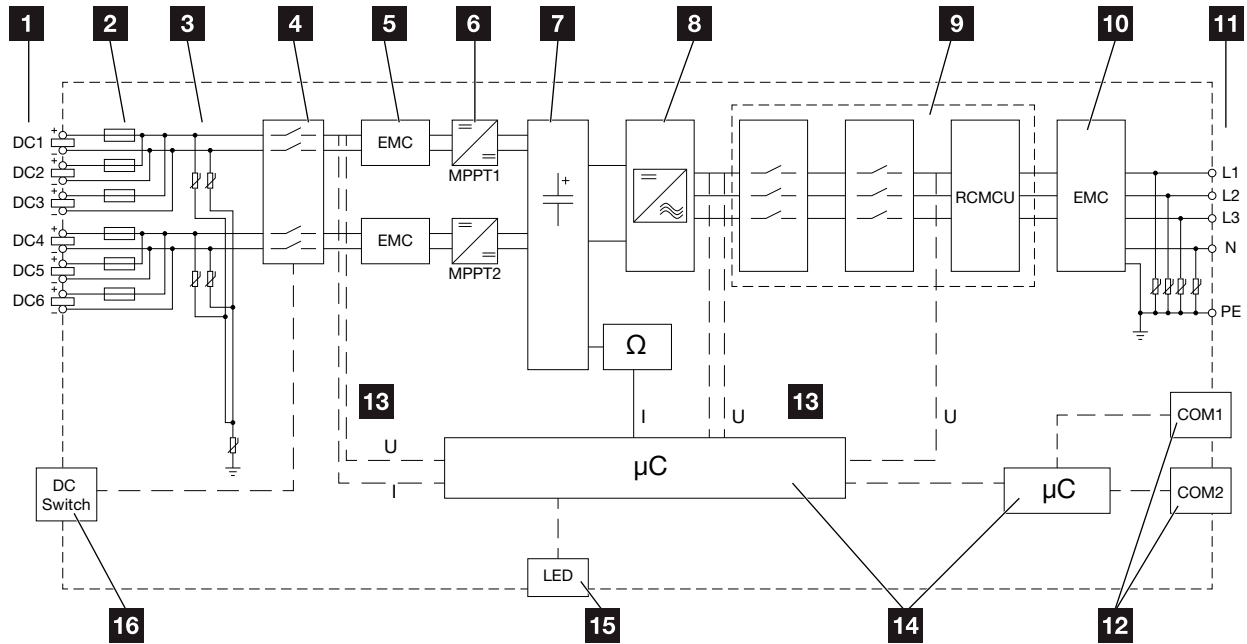 1 2 3 4 5 6 7 8 9 10 11
DC1 + −
DC2 + −
DC3 + −
DC4 + −
DC5 + −
DC6 + −
EMC
MPPT1
EMC
MPPT2
+
RCMCU
EMC
L1
L2
L3
N
PE
Ω
13
13
I
U
U
U
I
µC
µC
COM1
COM2
DC
Switch
LED
16 15 14 12